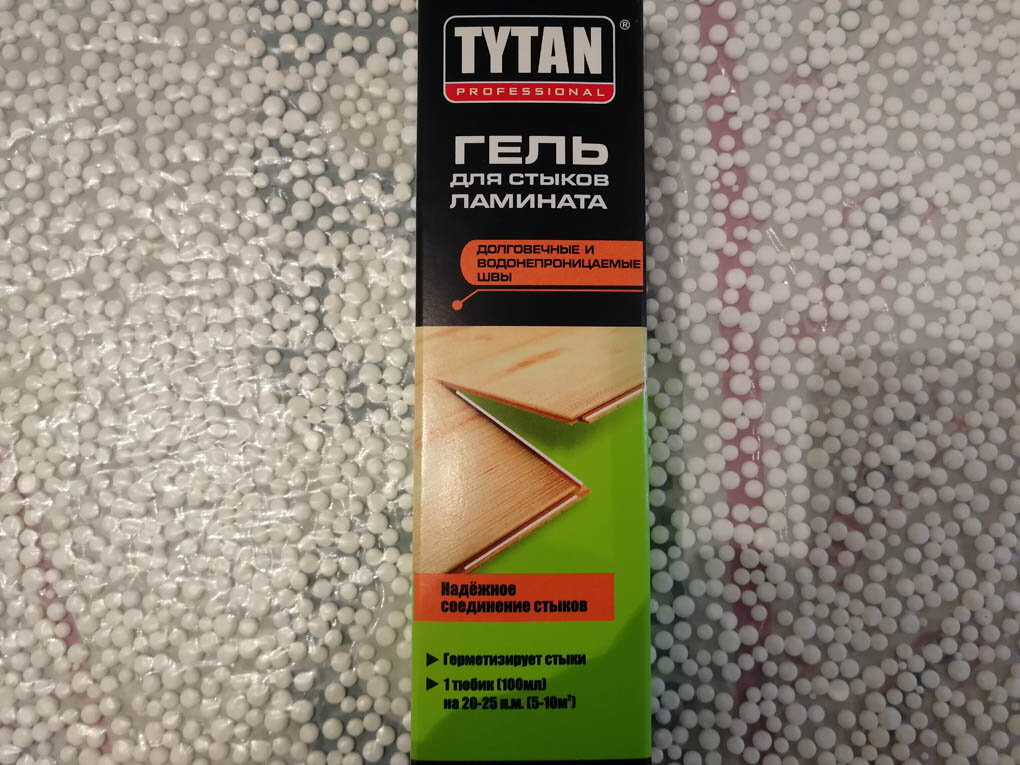 TYTAN ®
PROFESSIONAL
ГЕЛЬ
ДЛЯ СТЫКОВ
ЛАМИНАТА
ДОЛГОВЕЧНЫЕ И
ВОДОНЕПРОНИЦАЕМЫЕ
ШВЫ
Надёжное
соединение стыков
▶ Герметизирует стыки
▶ 1 тюбик (100мл)
на 20-25 п.м. (5-10м²)